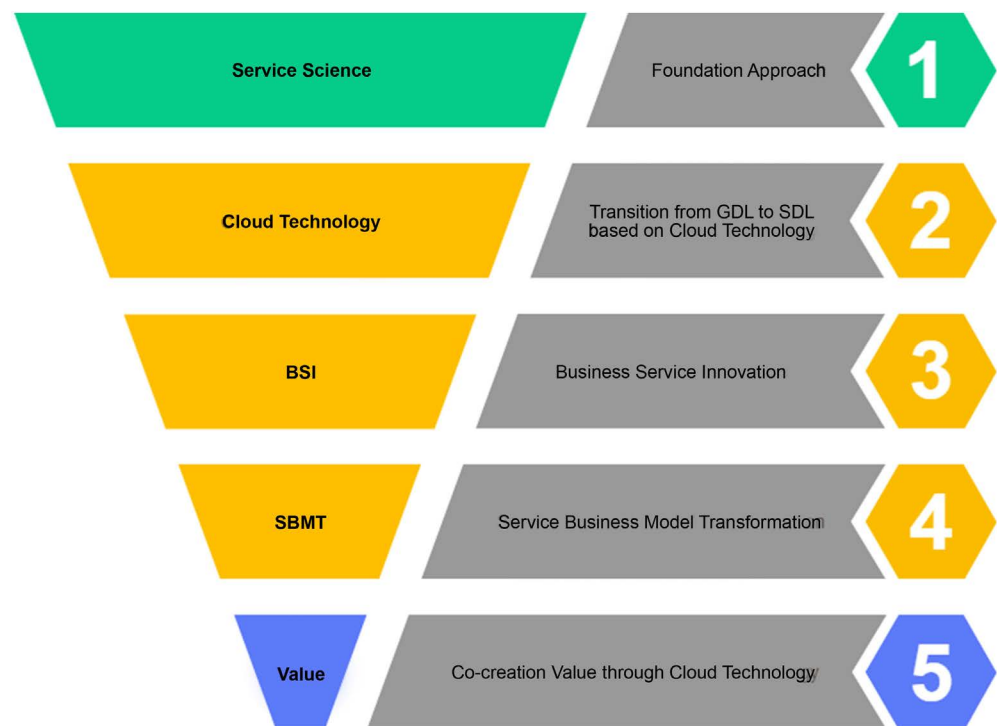 Service Science
Foundation Approach
1
Cloud Technology
Transition from GDL to SDL
based on Cloud Technology
2
BSI
Business Service Innovation
3
SBMT
Service Business Model Transformation
4
Value
Co-creation Value through Cloud Technology
5